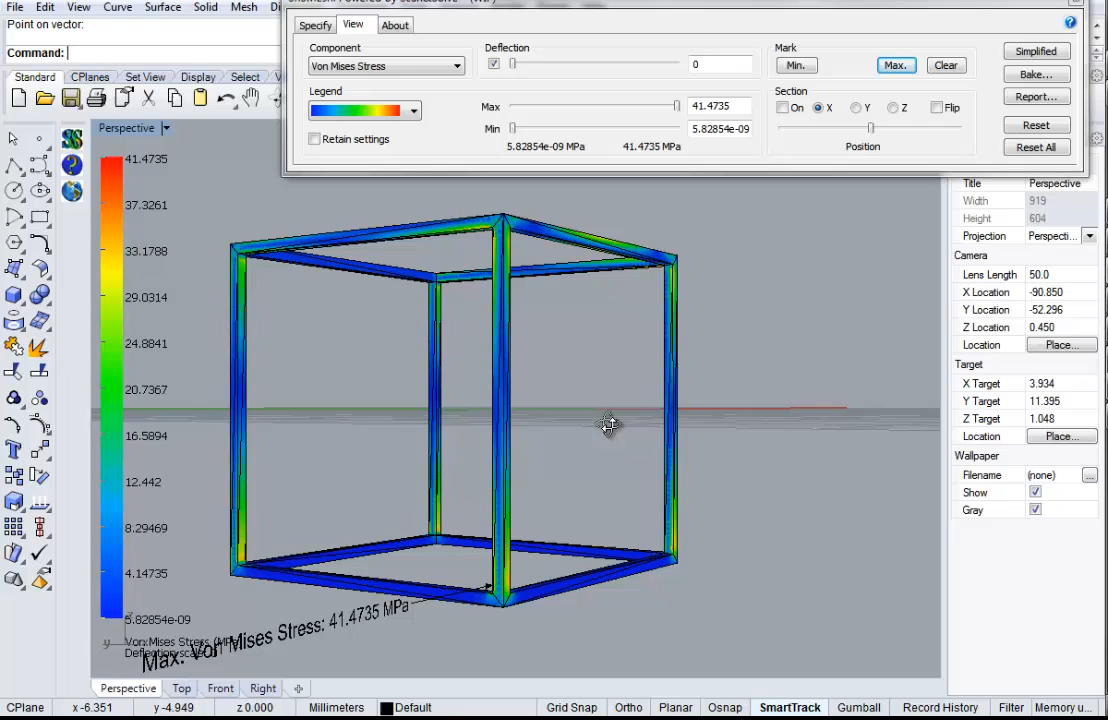 File Edit View Curve Surface Solid Mesh
Point on vector:
Command:
Standard CPlanes Set View Display Select
Specify View About
Component
Von Mises Stress
Deflection
0
Mark
Min. Max. Clear
Simplified
Bake...
Report...
Reset
Reset All
Legend
Retain settings
Max 41.4735
Min 5.82854e-09
5.82854e-09 MPa 41.4735 MPa
Section
On X Y Z Flip
Position
Perspective
41.4735
37.3261
33.1788
29.0314
24.8841
20.7367
16.5894
12.442
8.29469
4.14735
5.82854e-09
y
Max. Von Mises Stress: 41.4735 MPa
Title Perspective
Width 919
Height 604
Projection Perspecti...
Camera
Lens Length 50.0
X Location -90.850
Y Location -52.296
Z Location 0.450
Location Place...
Target
X Target 3.934
Y Target 11.395
Z Target 1.048
Location Place...
Wallpaper
Filename (none) ...
Show
Gray
Perspective Top Front Right
CPlane x -6.351 y -4.949 z 0.000 Millimeters Default Grid Snap Ortho Planar Osnap SmartTrack Gumball Record History Filter Memory u...